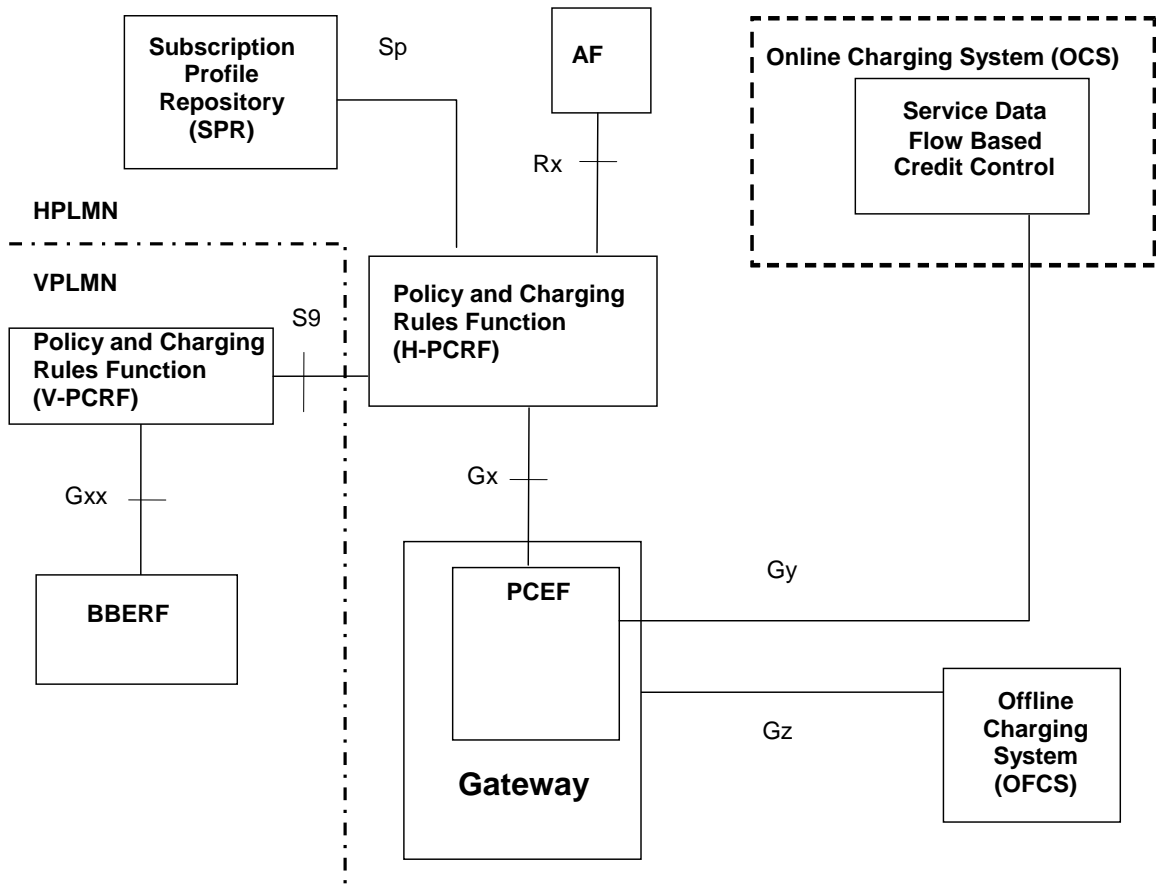 Subscription
Profile
Repository
(SPR)
Sp
AF
Online Charging System (OCS)
Service Data
Flow Based
Credit Control
Rx
HPLMN
VPLMN
S9
Policy and Charging
Rules Function
(H-PCRF)
Policy and Charging
Rules Function
(V-PCRF)
Gxx
Gx
BBERF
PCEF
Gy
Gz
Offline
Charging
System
(OFCS)
Gateway